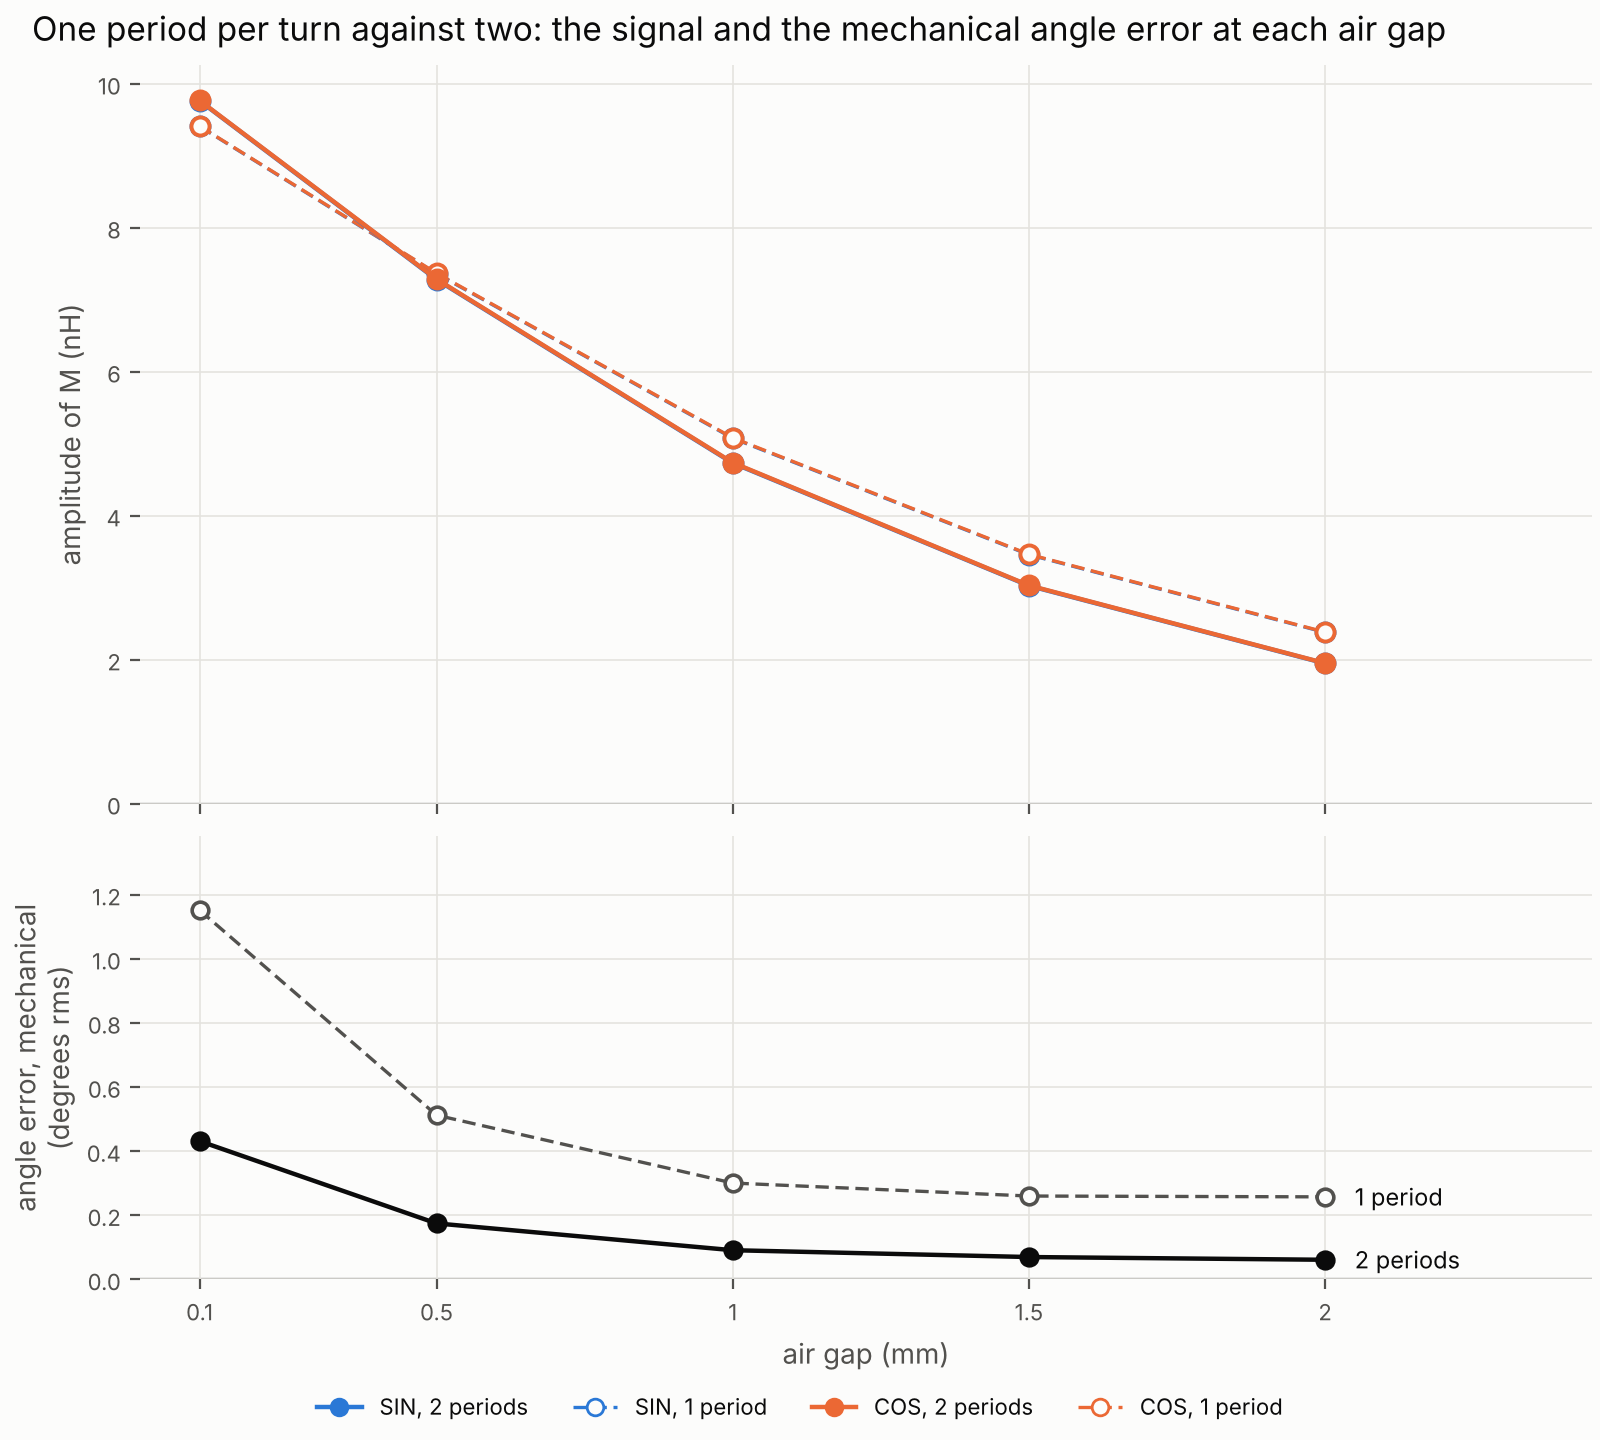 One period per turn against two: the signal and the mechanical angle error at each air gap
10
8
6
4
2
0
amplitude of M (nH)
1.2
1.0
0.8
0.6
0.4
0.2
0.0
angle error, mechanical
(degrees rms)
1 period
2 periods
0.1
0.5
1
1.5
2
air gap (mm)
SIN, 2 periods
SIN, 1 period
COS, 2 periods
COS, 1 period